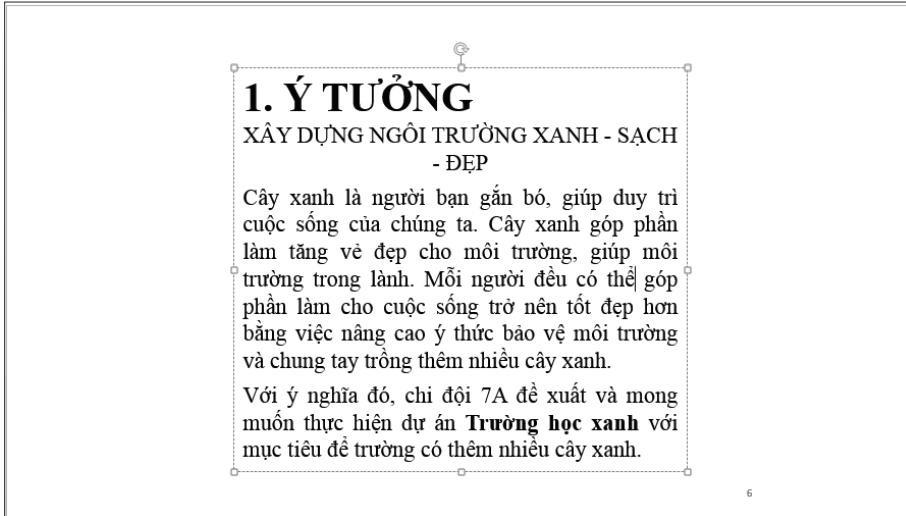 1. Ý TƯỞNG
XÂY DỰNG NGÔI TRƯỜNG XANH - SẠCH
- ĐẸP
Cây xanh là người bạn gắn bó, giúp duy trì
cuộc sống của chúng ta. Cây xanh góp phần
làm tăng vẻ đẹp cho môi trường, giúp môi
trường trong lành. Mỗi người đều có thể góp
phần làm cho cuộc sống trở nên tốt đẹp hơn
bằng việc nâng cao ý thức bảo vệ môi trường
và chung tay trồng thêm nhiều cây xanh.
Với ý nghĩa đó, chi đội 7A đề xuất và mong
muốn thực hiện dự án Trường học xanh với
mục tiêu để trường có thêm nhiều cây xanh.
6